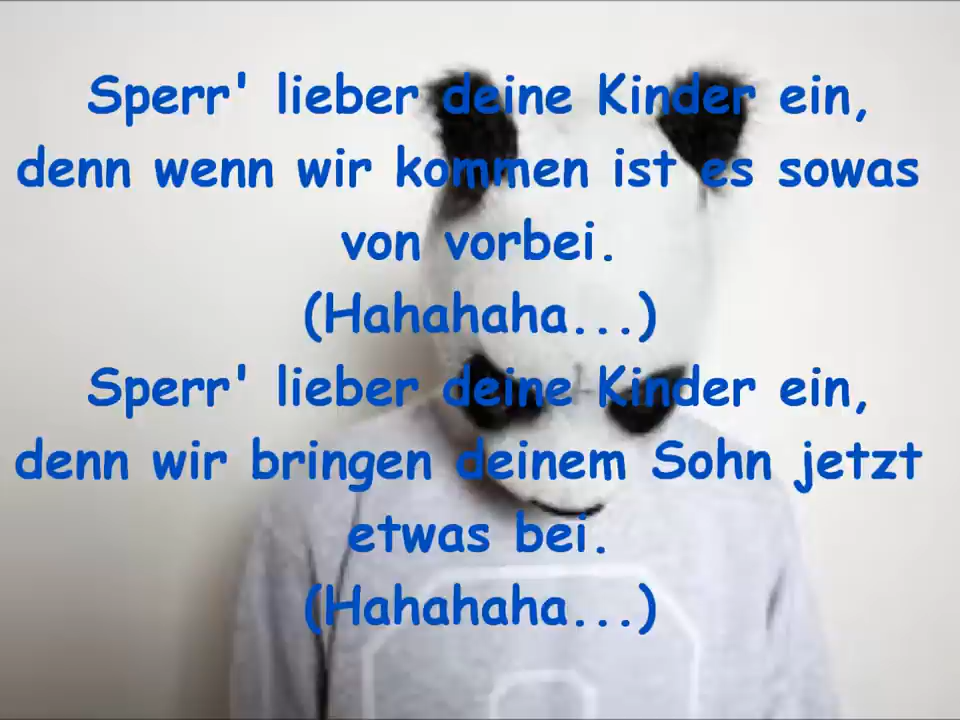 Sperr' lieber deine Kinder ein,
denn wenn wir kommen ist es sowas
von vorbei.
(Hahahaha...)
Sperr' lieber deine Kinder ein,
denn wir bringen deinem Sohn jetzt
etwas bei.
(Hahahaha...)